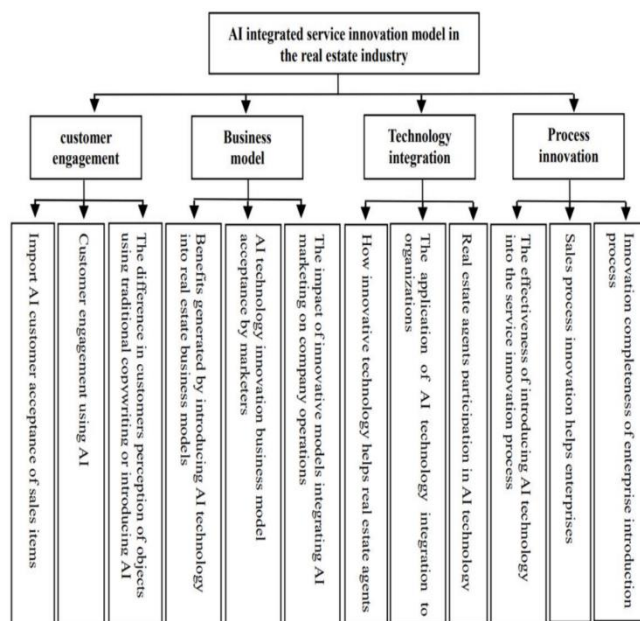 AI integrated service innovation model in
the real estate industry
customer
engagement
Business
model
Technology
integration
Process
innovation
Import AI customer acceptance of sales items
Customer engagement using AI
The difference in customers perception of objects
using traditional copywriting or introducing AI
Benefits generated by introducing AI technology
into real estate business models
AI technology innovation business model
acceptance by marketers
The impact of innovative models integrating AI
marketing on company operations
How innovative technology helps real estate agents
The application of AI technology integration to
organizations
Real estate agents participation in AI technology
The effectiveness of introducing AI technology
into the service innovation process
Sales process innovation helps enterprises
Innovation completeness of enterprise introduction
process